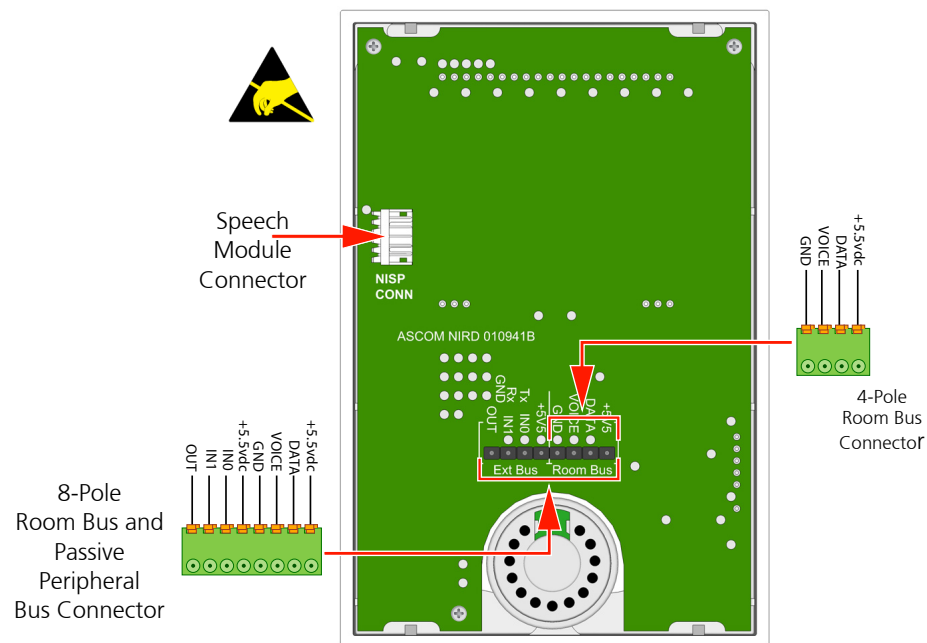 Speech
Module
Connector
NISP
CONN
ASCOM NIRD 010941B
GND
Rx
Tx
OUT
IN1
IN0
+5V5
GND
VOICE
DATA
+5V5
Ext Bus
Room Bus
GND
VOICE
DATA
+5.5vdc
4-Pole
Room Bus
Connector
OUT
IN1
IN0
+5.5vdc
GND
VOICE
DATA
+5.5vdc
8-Pole
Room Bus and
Passive
Peripheral
Bus Connector